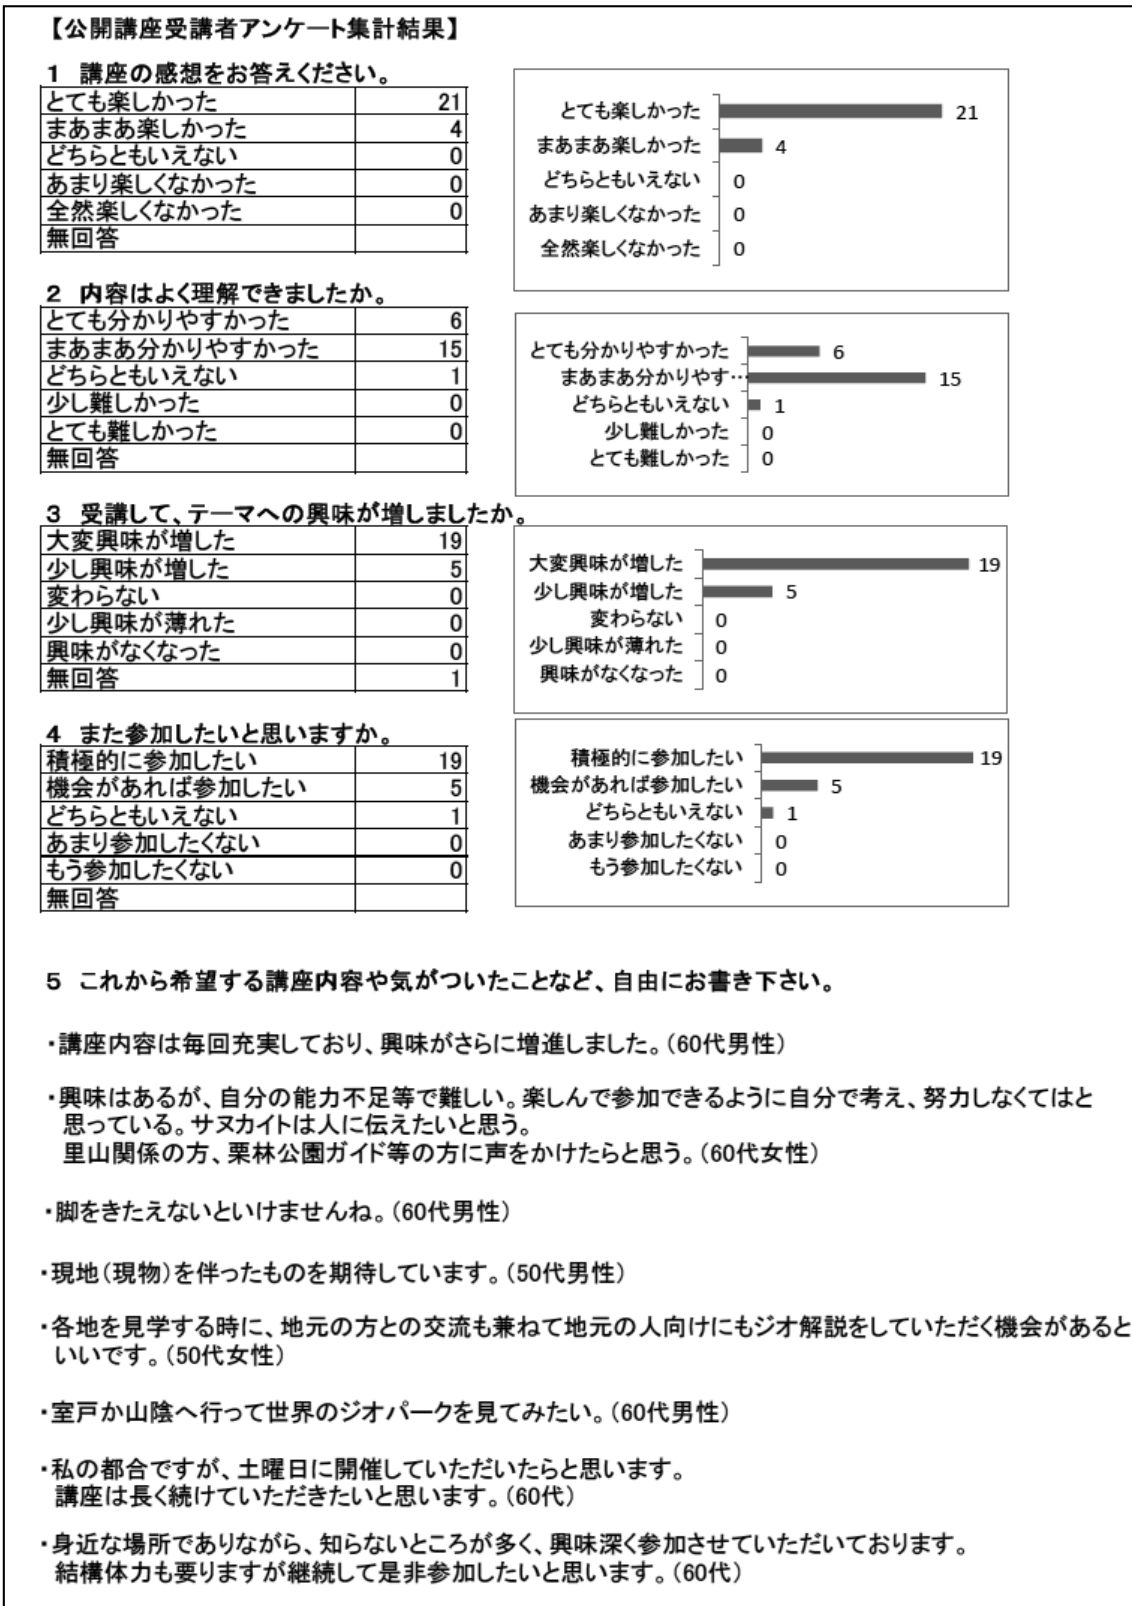 【公開講座受講者アンケート集計結果】
1 講座の感想をお答えください。
とても楽しかった 21
まあまあ楽しかった 4
どちらともいえない 0
あまり楽しくなかった 0
全然楽しくなかった 0
無回答
とても楽しかった 21
まあまあ楽しかった 4
どちらともいえない 0
あまり楽しくなかった 0
全然楽しくなかった 0
2 内容はよく理解できましたか。
とても分かりやすかった 6
まあまあ分かりやすかった 15
どちらともいえない 1
少し難しかった 0
とても難しかった 0
無回答
とても分かりやすかった 6
まあまあ分かりやす… 15
どちらともいえない 1
少し難しかった 0
とても難しかった 0
3 受講して、テーマへの興味が増しましたか。
大変興味が増した 19
少し興味が増した 5
変わらない 0
少し興味が薄れた 0
興味がなくなった 0
無回答 1
大変興味が増した 19
少し興味が増した 5
変わらない 0
少し興味が薄れた 0
興味がなくなった 0
4 また参加したいと思いますか。
積極的に参加したい 19
機会があれば参加したい 5
どちらともいえない 1
あまり参加したくない 0
もう参加したくない 0
無回答
積極的に参加したい 19
機会があれば参加したい 5
どちらともいえない 1
あまり参加したくない 0
もう参加したくない 0
5 これから希望する講座内容や気がついたことなど、自由にお書き下さい。
・講座内容は毎回充実しており、興味がさらに増進しました。(60代男性)
・興味はあるが、自分の能力不足等で難しい。楽しんで参加できるように自分で考え、努力しなくてはと
思っている。サヌカイトは人に伝えたいと思う。
里山関係の方、栗林公園ガイド等の方に声をかけたらと思う。(60代女性)
・脚をきたえないといけませんね。(60代男性)
・現地(現物)を伴ったものを期待しています。(50代男性)
・各地を見学する時に、地元の方との交流も兼ねて地元の人向けにもジオ解説をしていただく機会があると
いいです。(50代女性)
・室戸か山陰へ行って世界のジオパークを見てみたい。(60代男性)
・私の都合ですが、土曜日に開催していただいたらと思います。
講座は長く続けていただきたいと思います。(60代)
・身近な場所でありながら、知らないところが多く、興味深く参加させていただいております。
結構体力も要りますが継続して是非参加したいと思います。(60代)